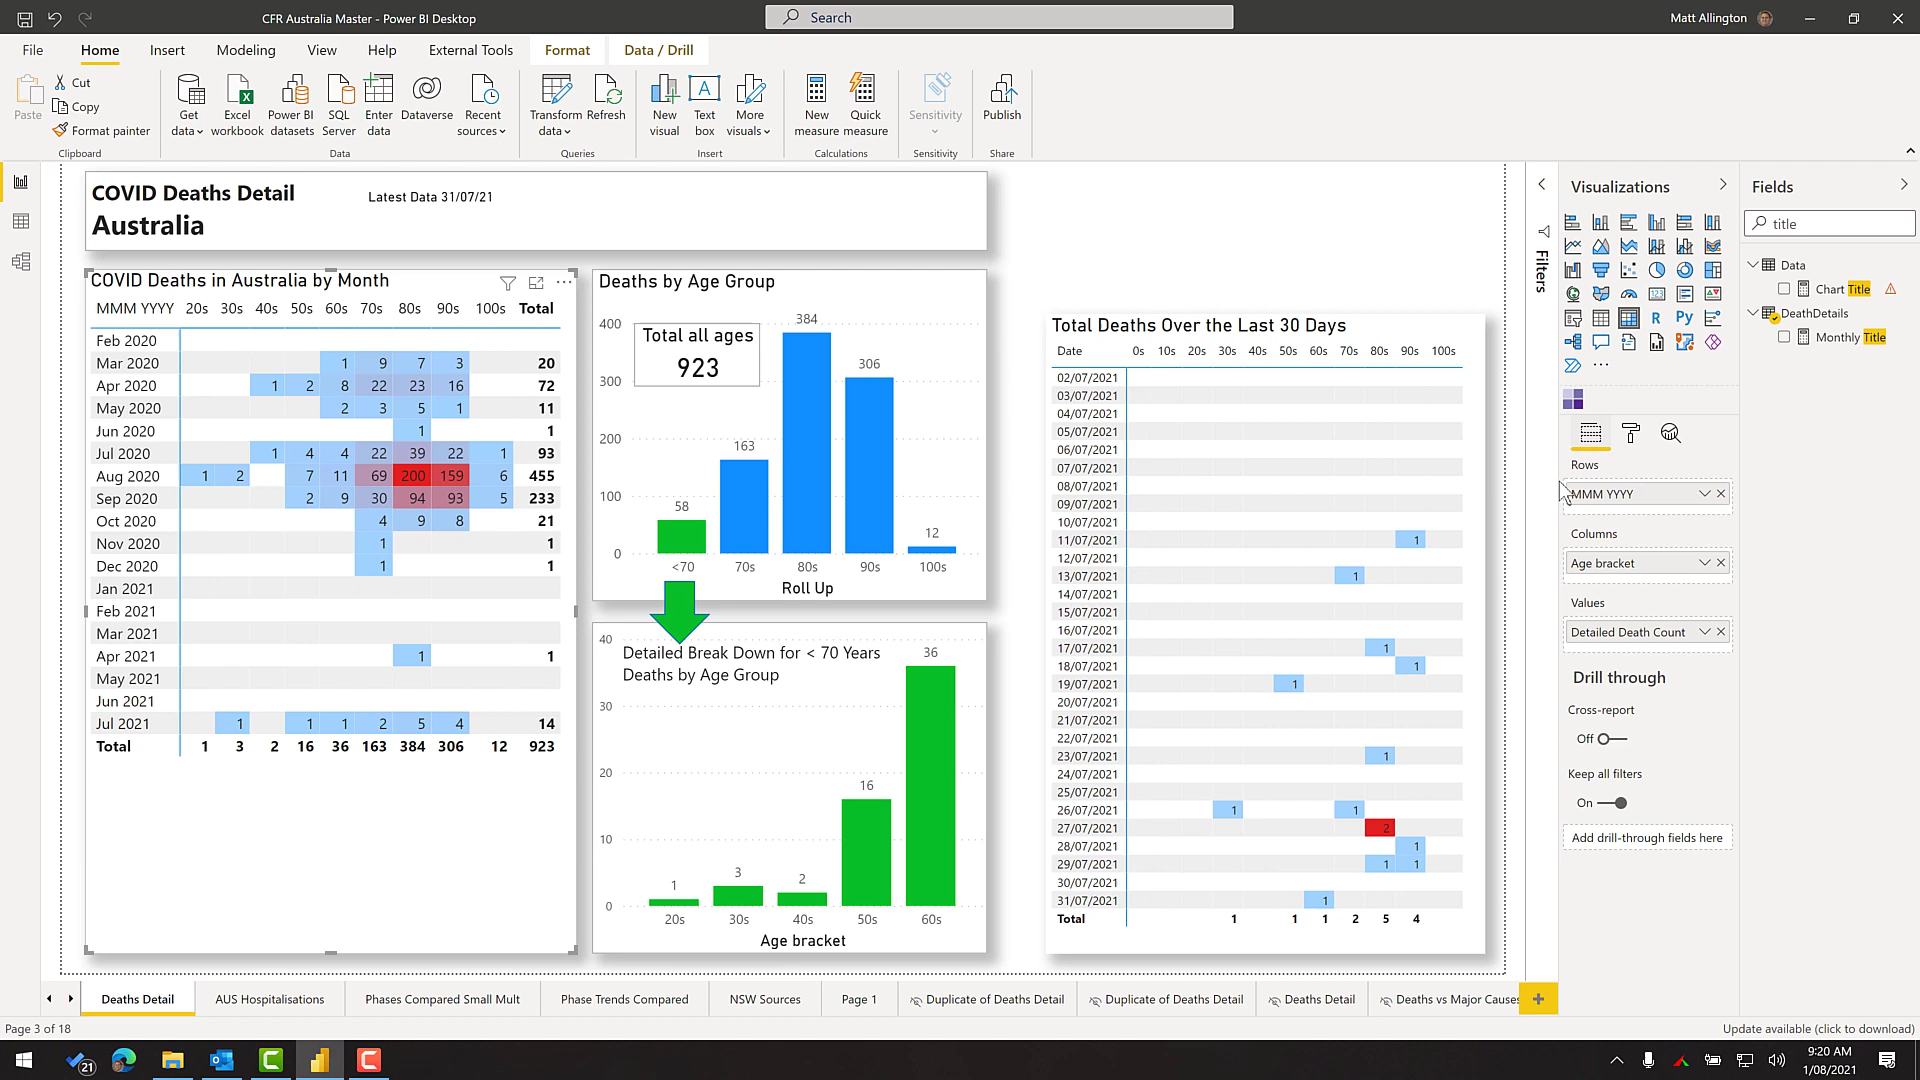 CFR Australia Master - Power BI Desktop
Search
Matt Allington
File Home Insert Modeling View Help External Tools Format Data / Drill
Paste
Cut
Copy
Format painter
Clipboard
Get data
Excel workbook
Power BI datasets
SQL Server
Enter data
Dataverse
Recent sources
Data
Transform data
Refresh
Queries
New visual
Text box
More visuals
Insert
New measure
Quick measure
Calculations
Sensitivity
Sensitivity
Publish
Share
COVID Deaths Detail
Latest Data 31/07/21
Australia
COVID Deaths in Australia by Month
MMM YYYY 20s 30s 40s 50s 60s 70s 80s 90s 100s Total
Feb 2020
Mar 2020 1 9 7 3 20
Apr 2020 1 2 8 22 23 16 72
May 2020 2 3 5 1 11
Jun 2020 1 1
Jul 2020 1 4 4 22 39 22 1 93
Aug 2020 1 2 7 11 69 200 159 6 455
Sep 2020 2 9 30 94 93 5 233
Oct 2020 4 9 8 21
Nov 2020 1 1
Dec 2020 1 1
Jan 2021
Feb 2021
Mar 2021
Apr 2021 1 1
May 2021
Jun 2021
Jul 2021 1 1 1 2 5 4 14
Total 1 3 2 16 36 163 384 306 12 923
Deaths by Age Group
Total all ages
923
400
300
200
100
0
58 163 384 306 12
<70 70s 80s 90s 100s
Roll Up
Detailed Break Down for < 70 Years
Deaths by Age Group
40
30
20
10
0
1 3 2 16 36
20s 30s 40s 50s 60s
Age bracket
Total Deaths Over the Last 30 Days
Date 0s 10s 20s 30s 40s 50s 60s 70s 80s 90s 100s
02/07/2021
03/07/2021
04/07/2021
05/07/2021
06/07/2021
07/07/2021
08/07/2021
09/07/2021
10/07/2021
11/07/2021 1
12/07/2021
13/07/2021 1
14/07/2021
15/07/2021
16/07/2021
17/07/2021 1
18/07/2021 1
19/07/2021 1
20/07/2021
21/07/2021
22/07/2021
23/07/2021 1
24/07/2021
25/07/2021
26/07/2021 1 1
27/07/2021 2
28/07/2021 1
29/07/2021 1 1
30/07/2021
31/07/2021 1
Total 1 1 1 2 5 4
Filters
Visualizations
R
Py
Rows
MMM YYYY
Columns
Age bracket
Values
Detailed Death Count
Drill through
Cross-report
Off
Keep all filters
On
Add drill-through fields here
Fields
title
Data
Chart Title
DeathDetails
Monthly Title
Deaths Detail AUS Hospitalisations Phases Compared Small Mult Phase Trends Compared NSW Sources Page 1 Duplicate of Deaths Detail Duplicate of Deaths Detail Deaths Detail Deaths vs Major Causes
Page 3 of 18
Update available (click to download)
21
9:20 AM
1/08/2021